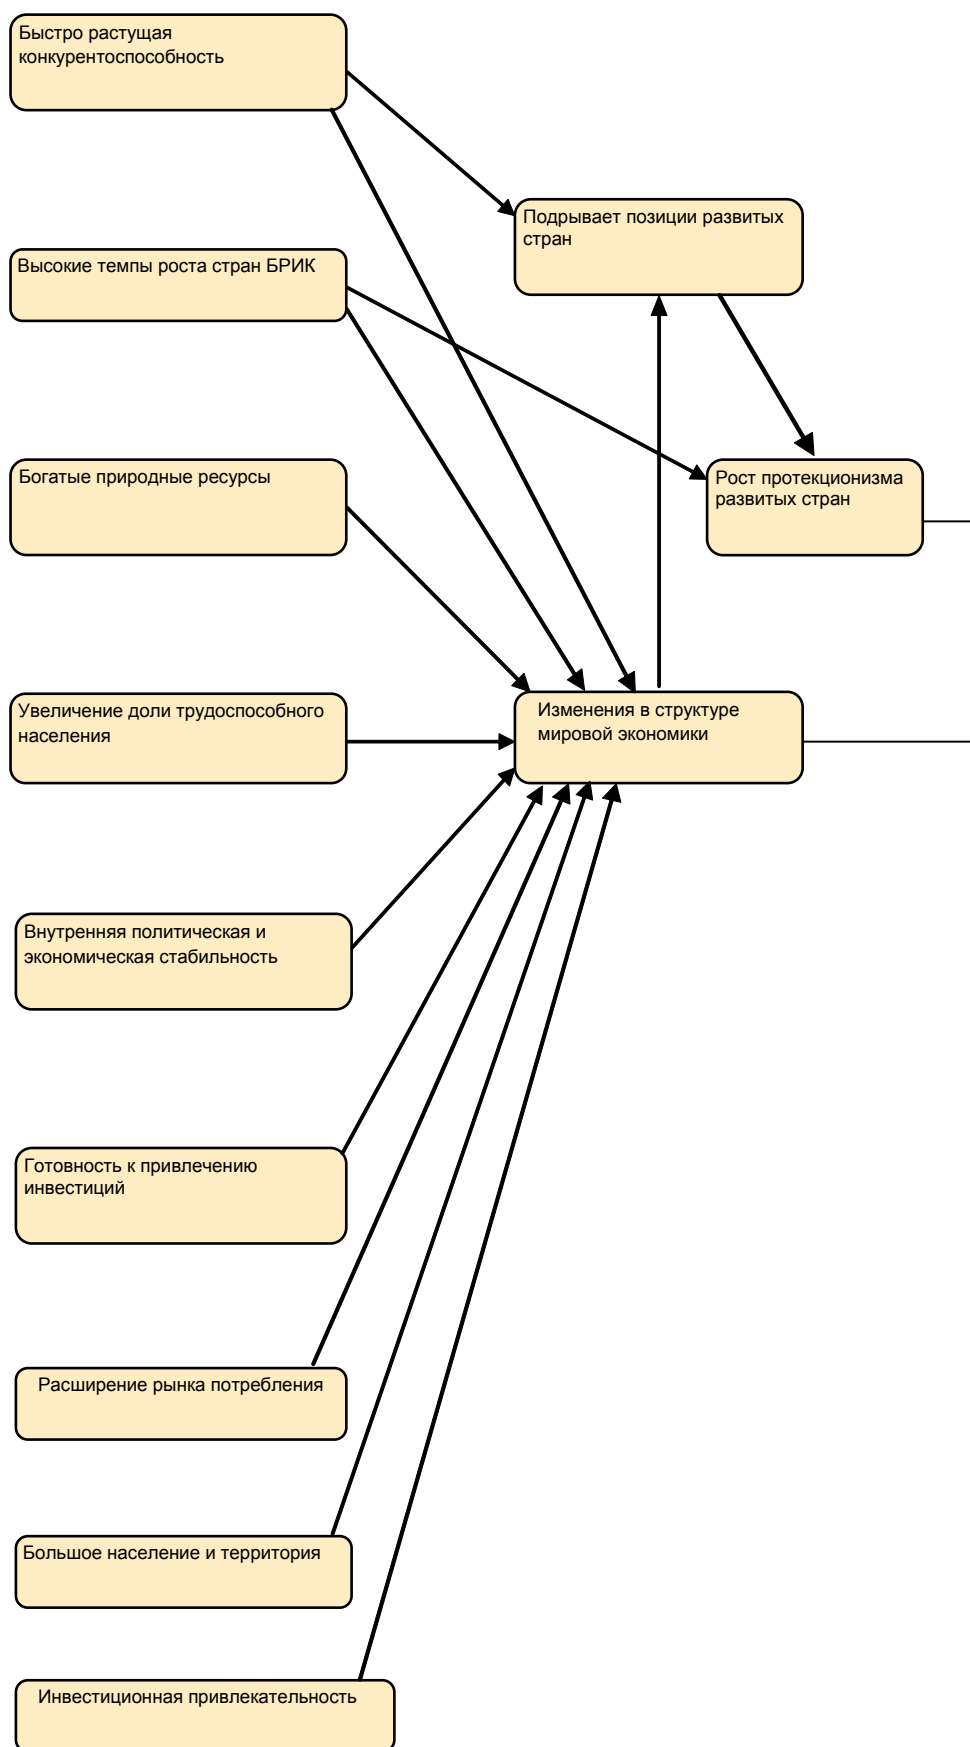 Быстро растущая
конкурентоспособность
Подрывает позиции развитых
стран
Высокие темпы роста стран БРИК
Богатые природные ресурсы
Рост протекционизма
развитых стран
Увеличение доли трудоспособного
населения
Изменения в структуре
мировой экономики
Внутренняя политическая и
экономическая стабильность
Готовность к привлечению
инвестиций
Расширение рынка потребления
Большое население и территория
Инвестиционная привлекательность